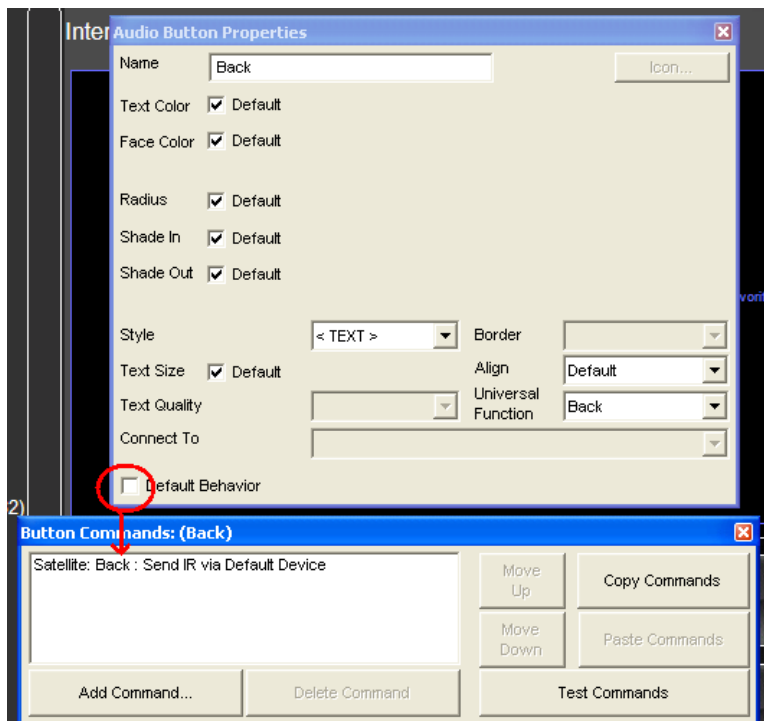 Inter
Audio Button Properties
Name
Back
Icon...
Text Color
Default
Face Color
Default
Radius
Default
Shade In
Default
Shade Out
Default
Style
< TEXT >
Border
Text Size
Default
Align
Default
Text Quality
Universal
Function
Back
Connect To
Default Behavior
2)
Button Commands: (Back)
Satellite: Back : Send IR via Default Device
Move
Up
Copy Commands
Move
Down
Paste Commands
Add Command...
Delete Command
Test Commands